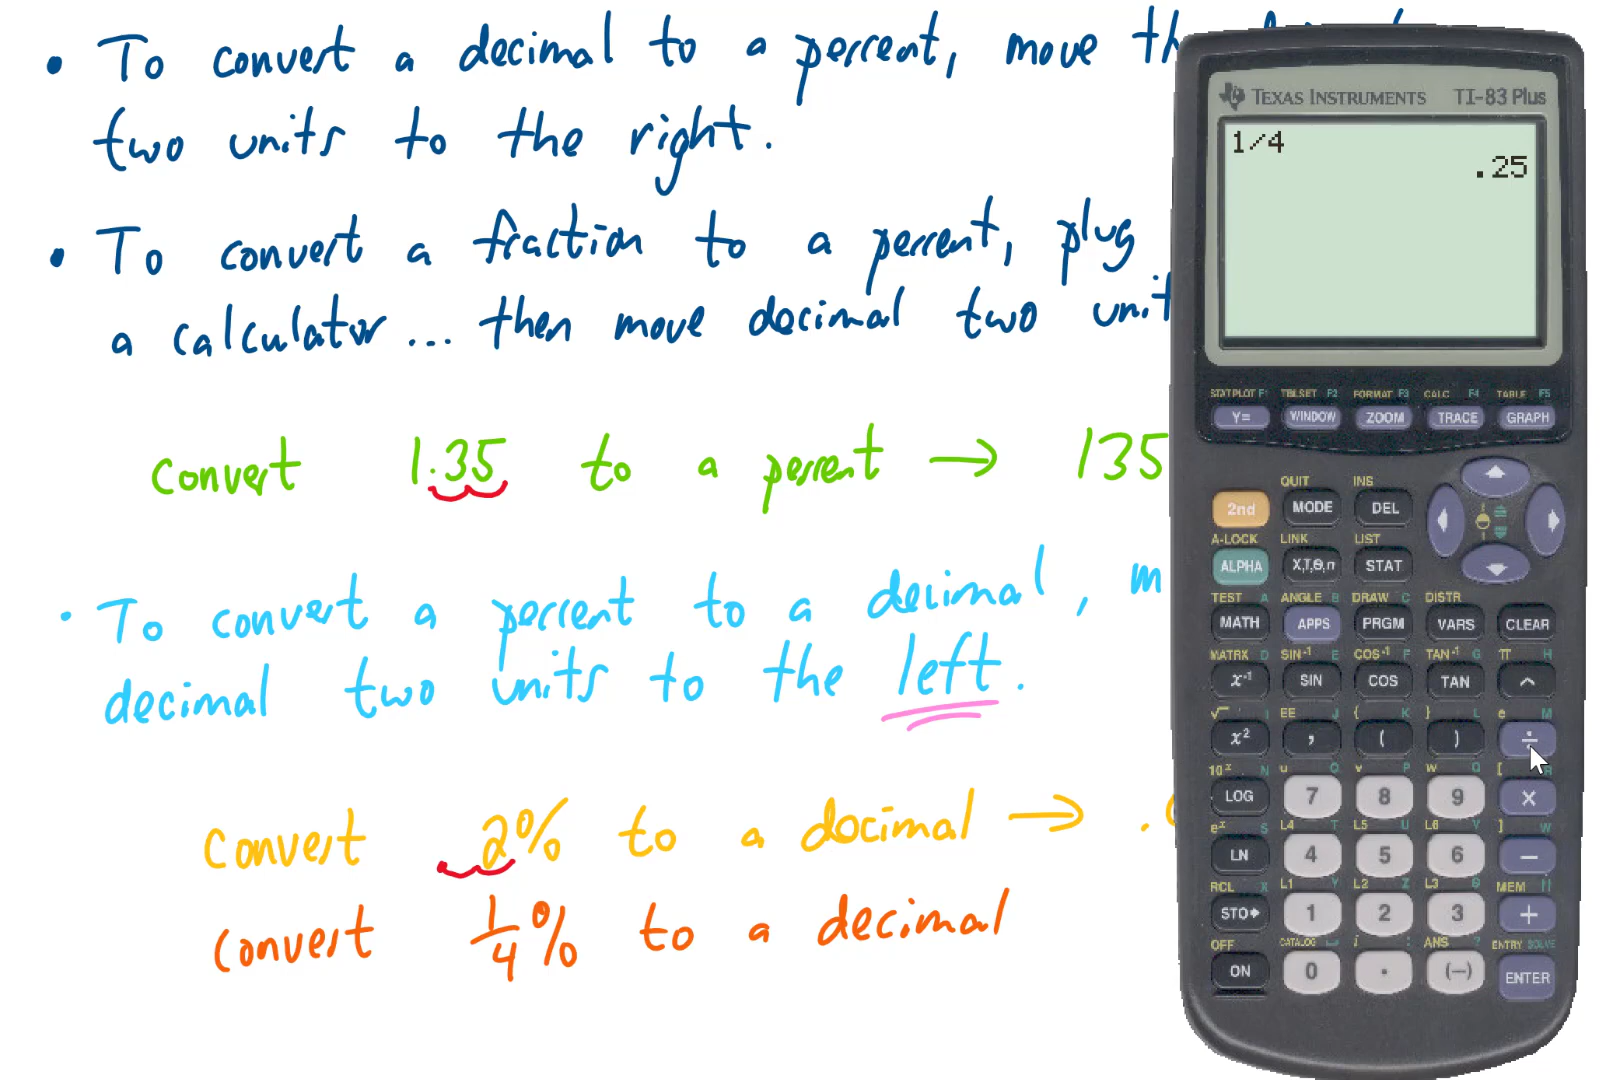 • To convert a decimal to a percent, move
two units to the right.
• To convert a fraction to a percent, plug
a calculator... then move decimal two
Convert 1.35 to a percent → 135
• To convert a percent to a decimal,
decimal two units to the left.
Convert 2% to a decimal →
Convert 1/4% to a decimal
TEXAS INSTRUMENTS TI-83 Plus
1/4
.25
STAT PLOT F1 TBLSET F2 FORMAT F3 CALC F4 TABLE F5
Y= WINDOW ZOOM TRACE GRAPH
QUIT INS
2nd MODE DEL
A-LOCK LINK LIST
ALPHA X,T,Θ,n STAT
TEST A ANGLE B DRAW C DISTR
MATH APPS PRGM VARS CLEAR
MATRX D SIN⁻¹ E COS⁻¹ F TAN⁻¹ G π H
x⁻¹ SIN COS TAN ^
√ I EE J { K } L e M
x² , ( ) ÷
10ˣ N u O v P w Q [ R
LOG 7 8 9 ×
eˣ S L4 T L5 U L6 V ] W
LN 4 5 6 −
RCL X L1 Y L2 Z L3 θ MEM
STO▸ 1 2 3 +
OFF CATALOG i : ANS ? ENTRY SOLVE
ON 0 . (−) ENTER